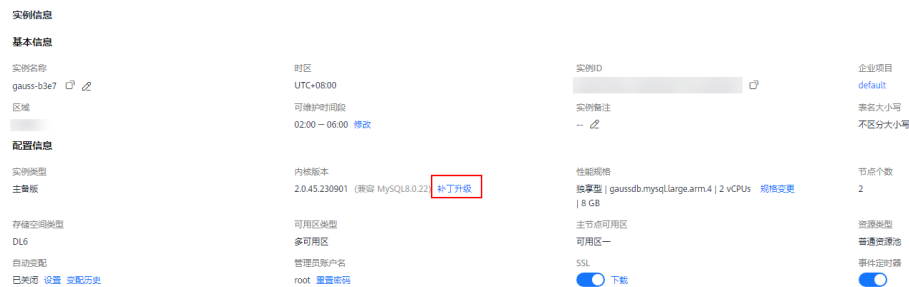 实例信息
基本信息
实例名称 时区 实例ID 企业项目
gauss-b3e7 UTC+08:00 default
区域 可维护时间段 实例备注 表名大小写
02:00 — 06:00 修改 -- 不区分大小写
配置信息
实例类型 内核版本 性能规格 节点个数
主备版 2.0.45.230901 (兼容 MySQL8.0.22) 补丁升级 独享型 | gaussdb.mysql.large.arm.4 | 2 vCPUs 规格变更 2
| 8 GB
存储空间类型 可用区类型 主节点可用区 资源类型
DL6 多可用区 可用区一 普通资源池
自动变配 管理员账户名 SSL 事件定时器
已关闭 设置 变配历史 root 重置密码 下载